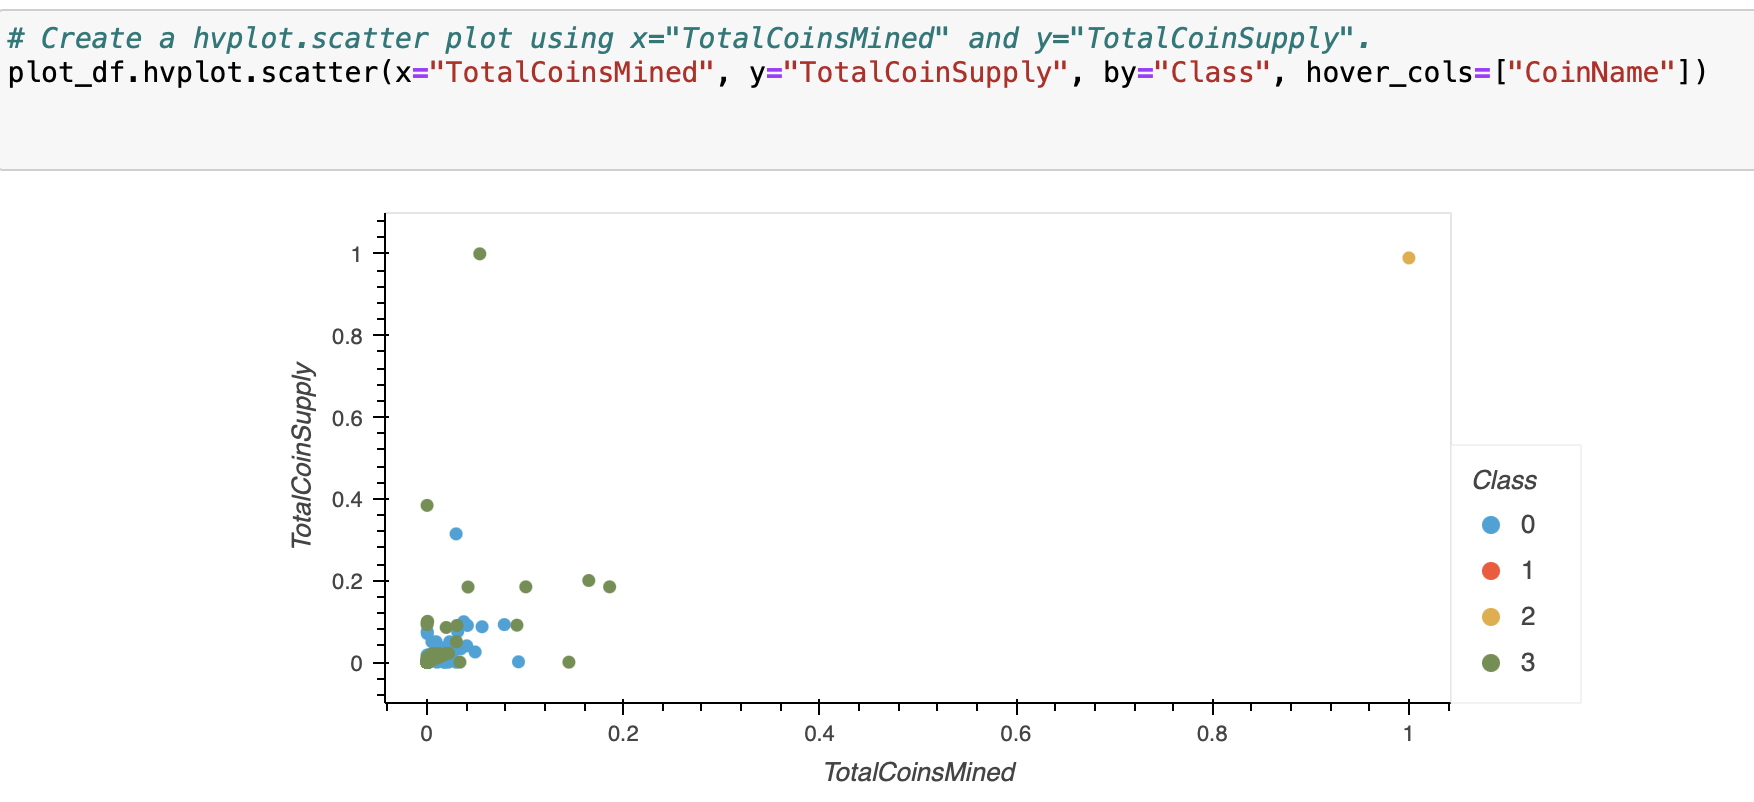 # Create a hvplot.scatter plot using x="TotalCoinsMined" and y="TotalCoinSupply".
plot_df.hvplot.scatter(x="TotalCoinsMined", y="TotalCoinSupply", by="Class", hover_cols=["CoinName"])
1
0.8
0.6
0.4
0.2
0
TotalCoinSupply
0 0.2 0.4 0.6 0.8 1
TotalCoinsMined
Class
0
1
2
3